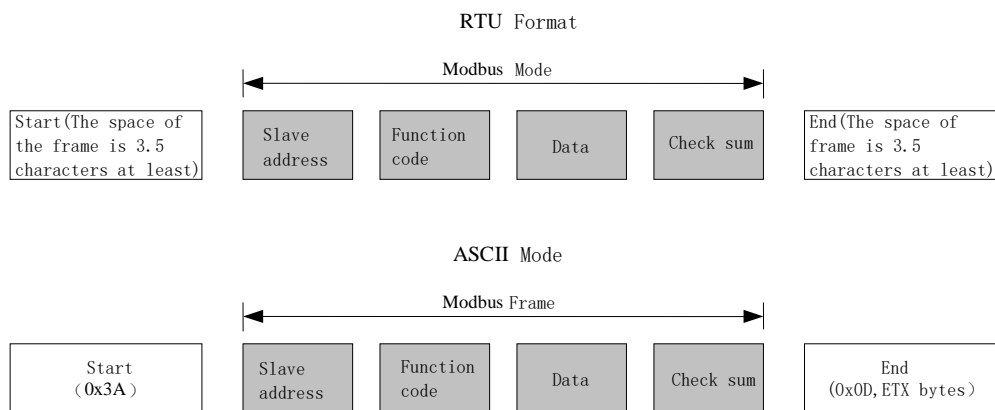 RTU Format
Modbus Mode
Start(The space of
the frame is 3.5
characters at least)
Slave
address
Function
code
Data
Check sum
End(The space of
frame is 3.5
characters at least)
ASCII Mode
Modbus Frame
Start
(0x3A)
Slave
address
Function
code
Data
Check sum
End
(0x0D,ETX bytes)